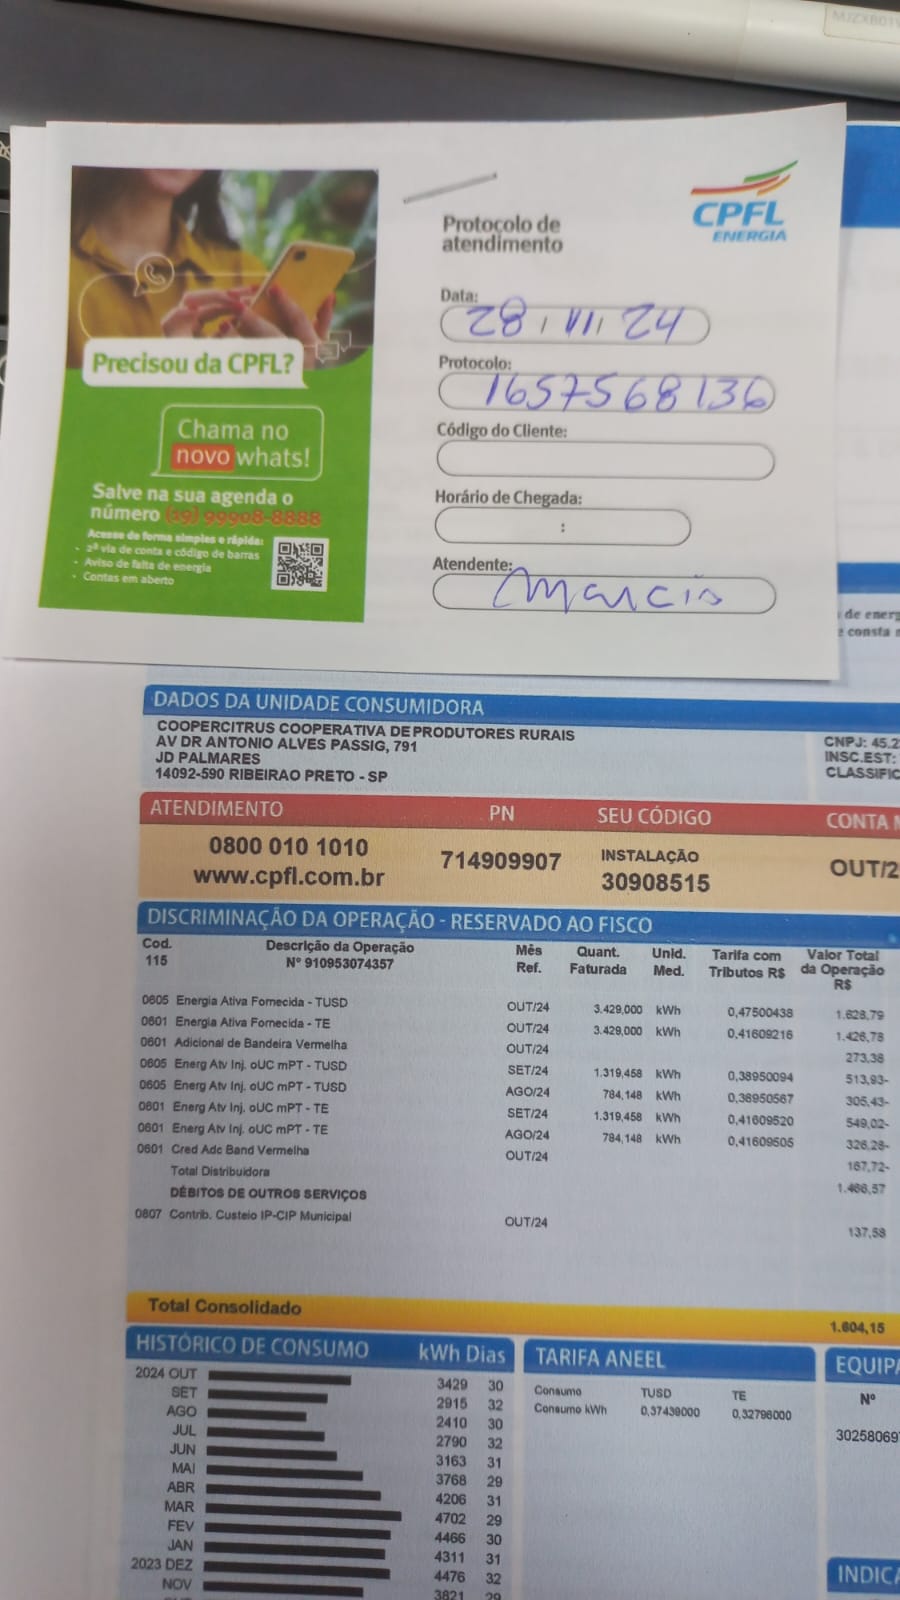 MJZXB01
CPFL
ENERGIA
Protocolo de
atendimento
Data:
28 / 11 / 24
Precisou da CPFL?
Protocolo:
1657568136
Chama no
novo whats!
Código do Cliente:
Salve na sua agenda o
número (19) 99908-8888
Horário de Chegada:
:
Acesse de forma simples e rápida:
- 2ª via de conta e código de barras
- Aviso de falta de energia
- Contas em aberto
Atendente:
Marcia
de energ
consta
DADOS DA UNIDADE CONSUMIDORA
COOPERCITRUS COOPERATIVA DE PRODUTORES RURAIS
AV DR ANTONIO ALVES PASSIG, 791
JD PALMARES
14092-590 RIBEIRAO PRETO - SP
CNPJ: 45.2
INSC.EST:
CLASSIFIC
ATENDIMENTO PN SEU CÓDIGO CONTA
0800 010 1010
www.cpfl.com.br
714909907
INSTALAÇÃO
30908515
OUT/2
DISCRIMINAÇÃO DA OPERAÇÃO - RESERVADO AO FISCO
Cod. Descrição da Operação Mês Quant. Unid. Tarifa com Valor Total
115 Nº 910953074357 Ref. Faturada Med. Tributos R$ da Operação
R$
0605 Energia Ativa Fornecida - TUSD OUT/24 3.429,000 kWh 0,47500438 1.628,79
0601 Energia Ativa Fornecida - TE OUT/24 3.429,000 kWh 0,41609216 1.426,78
0601 Adicional de Bandeira Vermelha OUT/24 273,38
0605 Energ Atv Inj. oUC mPT - TUSD SET/24 1.319,458 kWh 0,38950094 513,93-
0605 Energ Atv Inj. oUC mPT - TUSD AGO/24 784,148 kWh 0,38950567 305,43-
0601 Energ Atv Inj. oUC mPT - TE SET/24 1.319,458 kWh 0,41609520 549,02-
0601 Energ Atv Inj. oUC mPT - TE AGO/24 784,148 kWh 0,41609505 326,28-
0601 Cred Adc Band Vermelha OUT/24 167,72-
Total Distribuidora 1.466,57
DÉBITOS DE OUTROS SERVIÇOS
0807 Contrib. Custeio IP-CIP Municipal OUT/24 137,58
Total Consolidado 1.604,15
HISTÓRICO DE CONSUMO kWh Dias
2024 OUT 3429 30
SET 2915 32
AGO 2410 30
JUL 2790 32
JUN 3163 31
MAI 3768 29
ABR 4206 31
MAR 4702 29
FEV 4466 30
JAN 4311 31
2023 DEZ 4476 32
NOV 3821 29
TARIFA ANEEL
Consumo TUSD TE
Consumo kWh 0,37439000 0,32796000
EQUIPA
Nº
30258069
INDICA